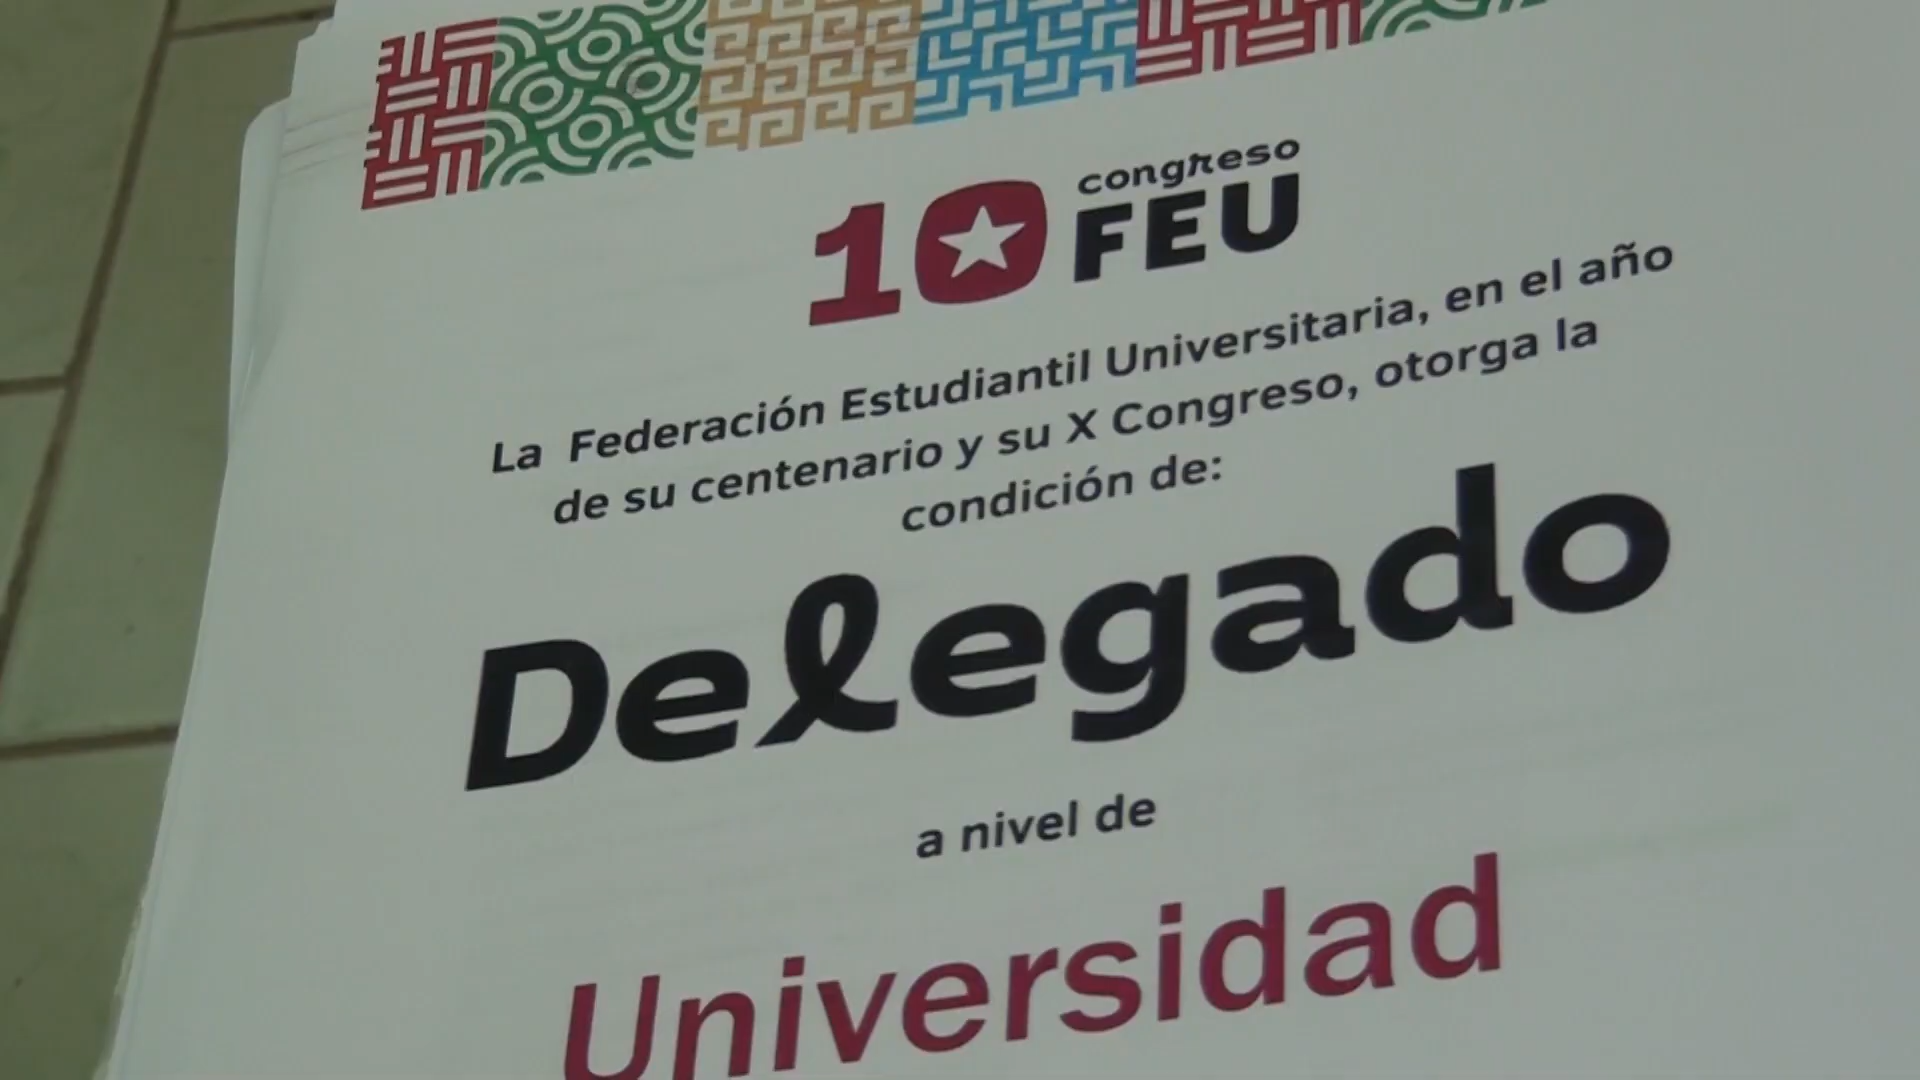 10 congreso
FEU
La Federación Estudiantil Universitaria, en el año
de su centenario y su X Congreso, otorga la
condición de:
Delegado
a nivel de
Universidad